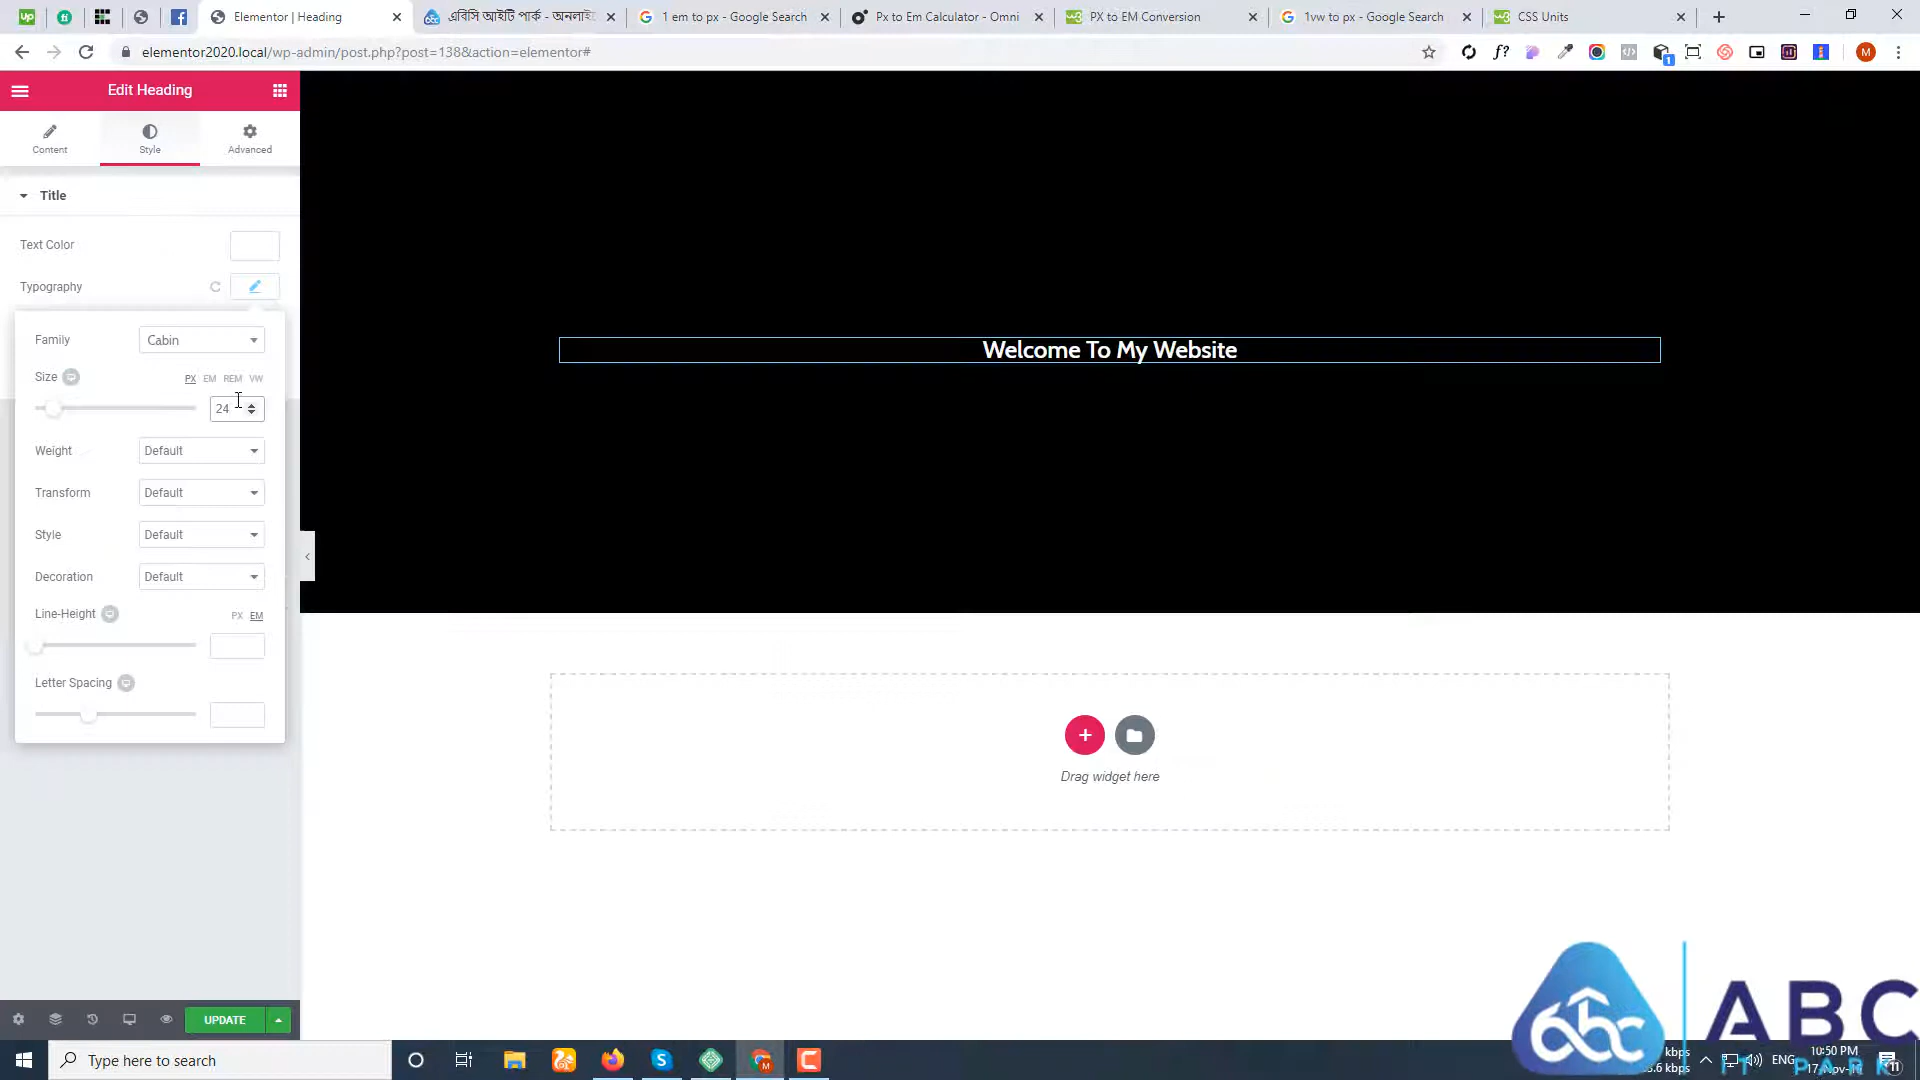 Elementor | Heading
এবিসি আইটি পার্ক - অনলাইন
1 em to px - Google Search
Px to Em Calculator - Omni
PX to EM Conversion
1vw to px - Google Search
CSS Units
elementor2020.local/wp-admin/post.php?post=138&action=elementor#
Edit Heading
Content
Style
Advanced
Title
Text Color
Typography
Family
Cabin
Size
PX EM REM VW
24
Weight
Default
Transform
Default
Style
Default
Decoration
Default
Line-Height
PX EM
Letter Spacing
Welcome To My Website
Drag widget here
UPDATE
abc
ABC
Type here to search
kbps
ENG
10:50 PM